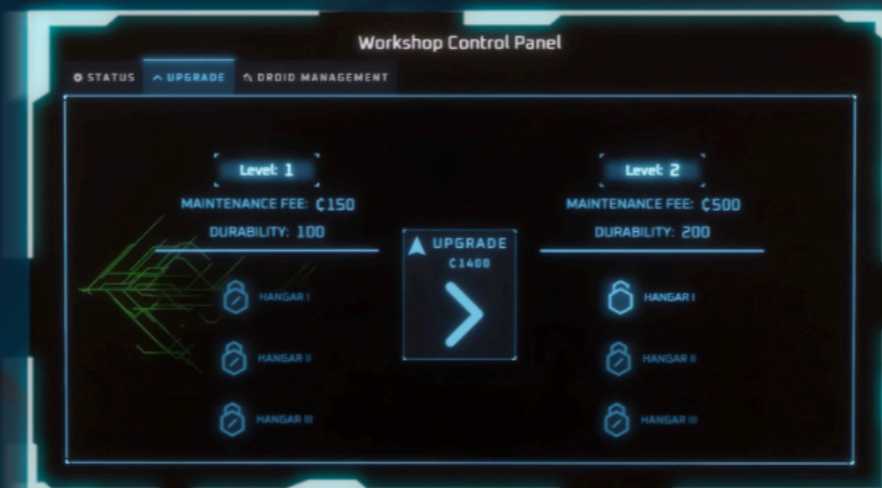 Workshop Control Panel
STATUS UPGRADE DROID MANAGEMENT
Level: 1
MAINTENANCE FEE: ₵150
DURABILITY: 100
HANGAR I
HANGAR II
HANGAR III
UPGRADE
₵1400
Level: 2
MAINTENANCE FEE: ₵500
DURABILITY: 200
HANGAR I
HANGAR II
HANGAR III